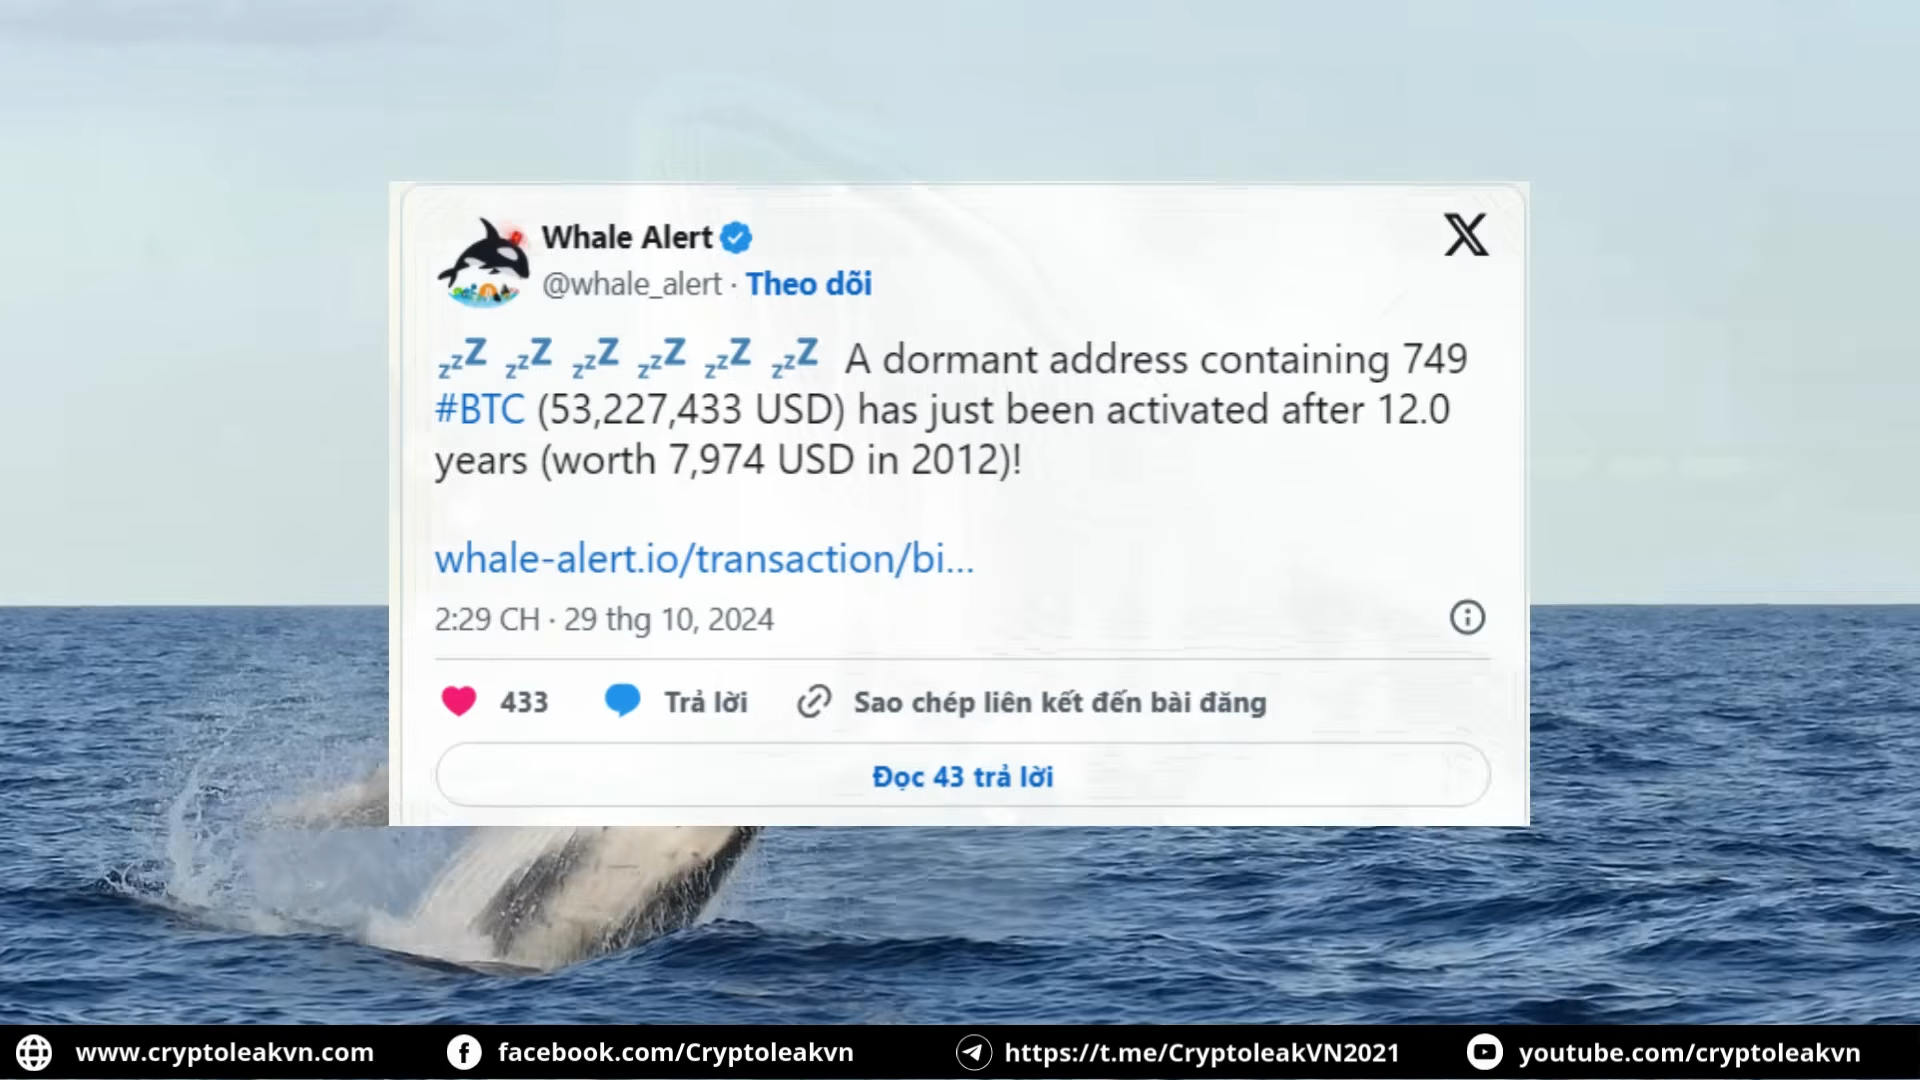 Whale Alert
@whale_alert · Theo dõi
💤 💤 💤 💤 💤 💤 A dormant address containing 749
#BTC (53,227,433 USD) has just been activated after 12.0
years (worth 7,974 USD in 2012)!
whale-alert.io/transaction/bi...
2:29 CH · 29 thg 10, 2024
433 Trả lời Sao chép liên kết đến bài đăng
Đọc 43 trả lời
www.cryptoleakvn.com facebook.com/Cryptoleakvn https://t.me/CryptoleakVN2021 youtube.com/cryptoleakvn